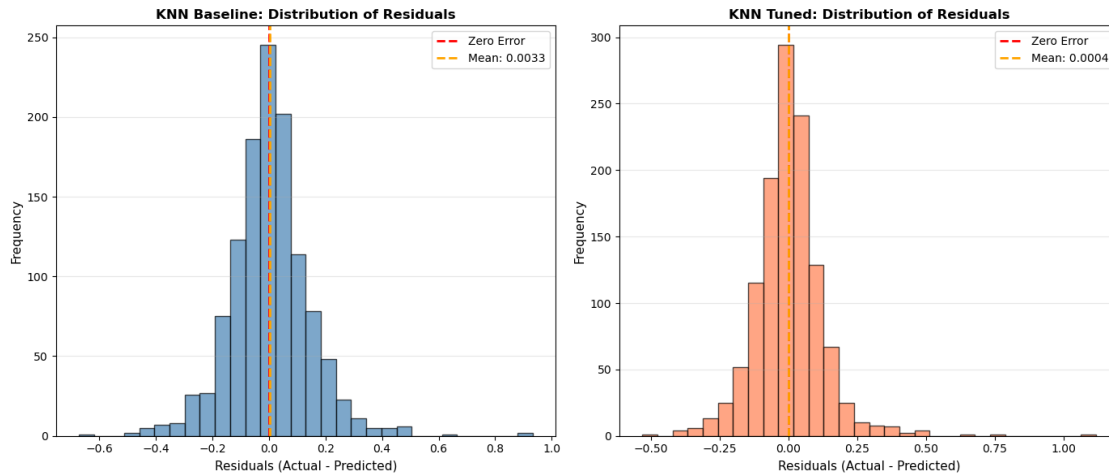 KNN Baseline: Distribution of Residuals
Zero Error
Mean: 0.0033
250
200
150
100
50
0
Frequency
−0.6
−0.4
−0.2
0.0
0.2
0.4
0.6
0.8
1.0
Residuals (Actual - Predicted)
KNN Tuned: Distribution of Residuals
Zero Error
Mean: 0.0004
300
250
200
150
100
50
0
Frequency
−0.50
−0.25
0.00
0.25
0.50
0.75
1.00
Residuals (Actual - Predicted)